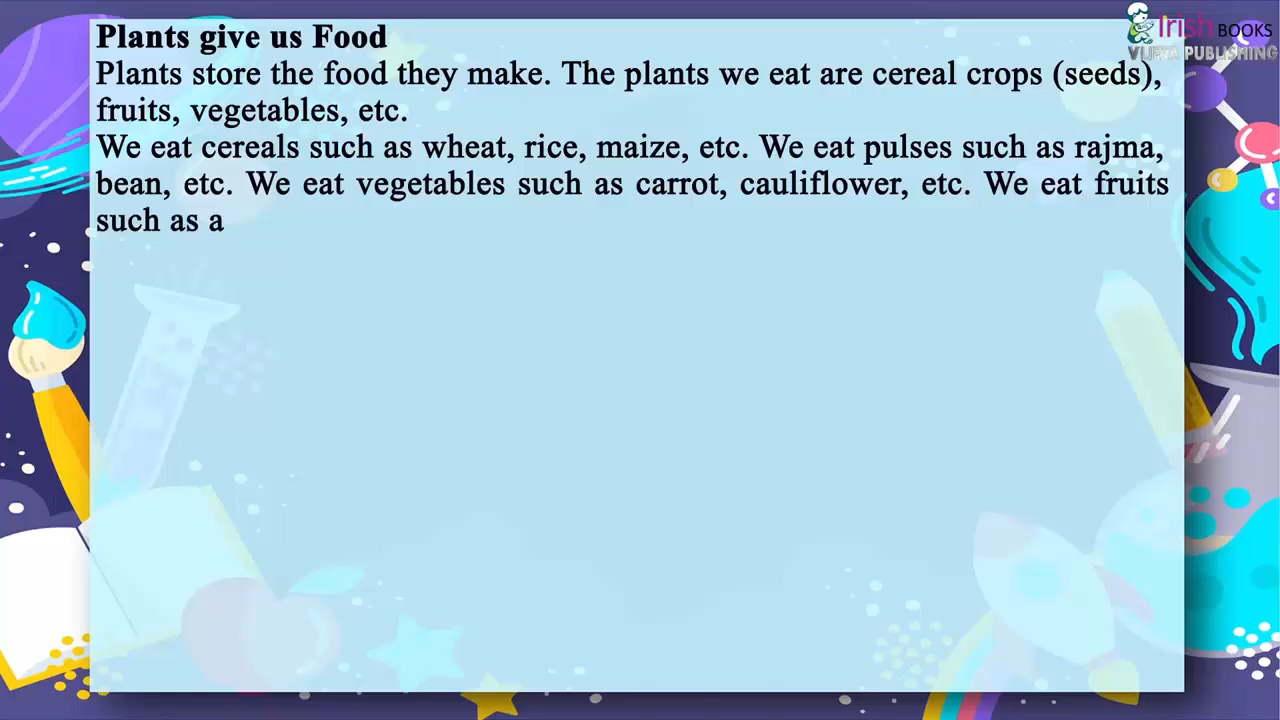 Irish BOOKS
VIJETA PUBLISHING
Plants give us Food
Plants store the food they make. The plants we eat are cereal crops (seeds),
fruits, vegetables, etc.
We eat cereals such as wheat, rice, maize, etc. We eat pulses such as rajma,
bean, etc. We eat vegetables such as carrot, cauliflower, etc. We eat fruits
such as a